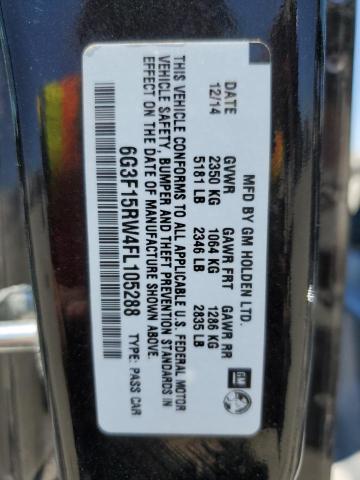 MFD BY GM HOLDEN LTD.
DATE GVWR GAWR FRT GAWR RR
12/14 2350 KG 1064 KG 1286 KG
5181 LB 2346 LB 2835 LB
THIS VEHICLE CONFORMS TO ALL APPLICABLE U.S. FEDERAL MOTOR
VEHICLE SAFETY, BUMPER AND THEFT PREVENTION STANDARDS IN
EFFECT ON THE DATE OF MANUFACTURE SHOWN ABOVE.
6G3F15RW4FL105288 TYPE: PASS CAR
GM